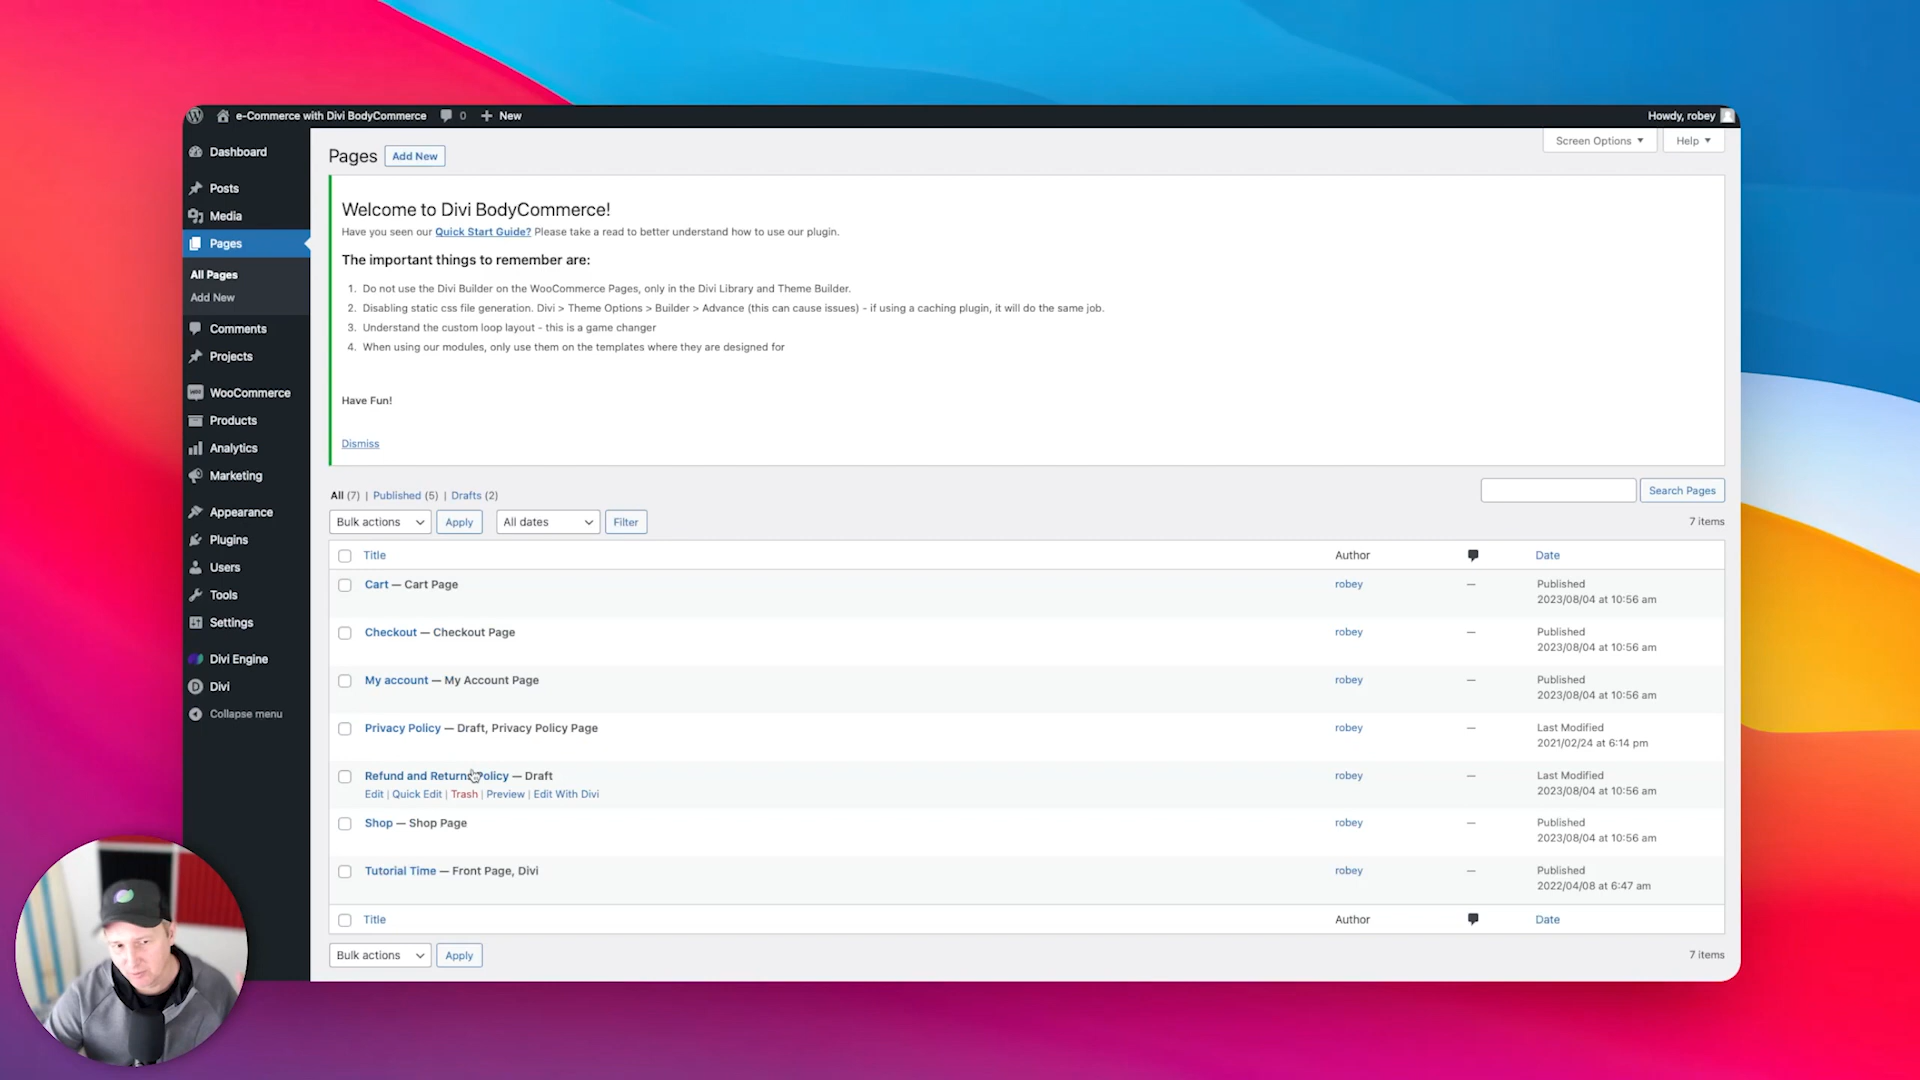 e-Commerce with Divi BodyCommerce 0 New Howdy, robey
Dashboard
Posts
Media
Pages
All Pages
Add New
Comments
Projects
WooCommerce
Products
Analytics
Marketing
Appearance
Plugins
Users
Tools
Settings
Divi Engine
Divi
Collapse menu
Screen Options Help
Pages Add New
Welcome to Divi BodyCommerce!
Have you seen our Quick Start Guide? Please take a read to better understand how to use our plugin.
The important things to remember are:
1. Do not use the Divi Builder on the WooCommerce Pages, only in the Divi Library and Theme Builder.
2. Disabling static css file generation. Divi > Theme Options > Builder > Advance (this can cause issues) - if using a caching plugin, it will do the same job.
3. Understand the custom loop layout - this is a game changer
4. When using our modules, only use them on the templates where they are designed for
Have Fun!
Dismiss
All (7) | Published (5) | Drafts (2)
Search Pages
Bulk actions Apply All dates Filter 7 items
Title Author Date
Cart — Cart Page robey — Published
2023/08/04 at 10:56 am
Checkout — Checkout Page robey — Published
2023/08/04 at 10:56 am
My account — My Account Page robey — Published
2023/08/04 at 10:56 am
Privacy Policy — Draft, Privacy Policy Page robey — Last Modified
2021/02/24 at 6:14 pm
Refund and Returns Policy — Draft robey — Last Modified
Edit | Quick Edit | Trash | Preview | Edit With Divi 2023/08/04 at 10:56 am
Shop — Shop Page robey — Published
2023/08/04 at 10:56 am
Tutorial Time — Front Page, Divi robey — Published
2022/04/08 at 6:47 am
Title Author Date
Bulk actions Apply 7 items